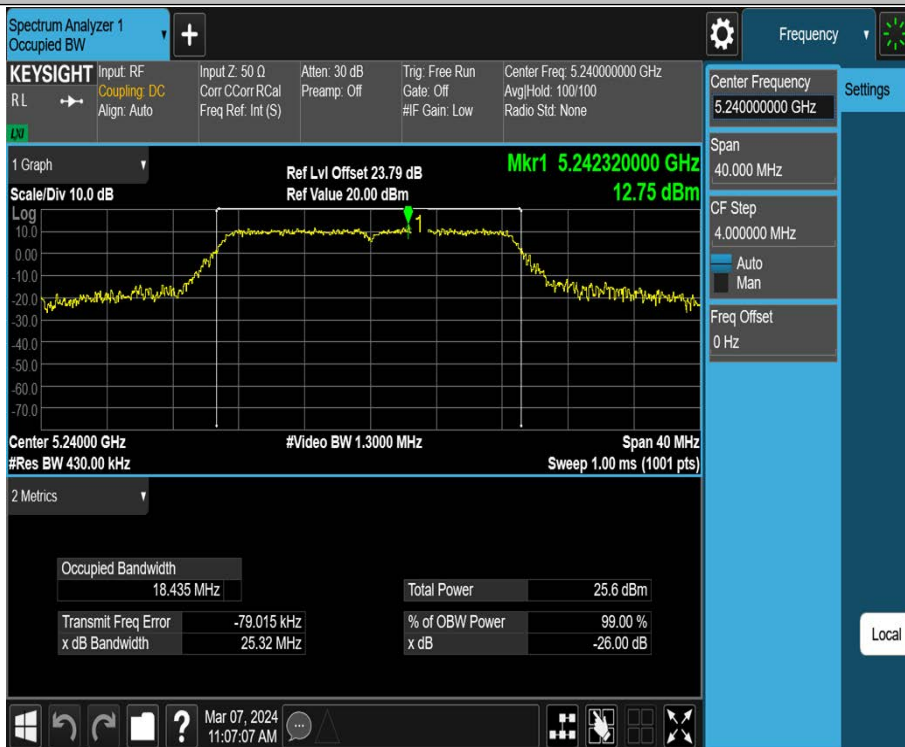 Spectrum Analyzer 1
Occupied BW
+
Frequency
KEYSIGHT
R L
LXI
Input: RF
Coupling: DC
Align: Auto
Input Z: 50 Ω
Corr CCorr RCal
Freq Ref: Int (S)
Atten: 30 dB
Preamp: Off
Trig: Free Run
Gate: Off
#IF Gain: Low
Center Freq: 5.240000000 GHz
Avg|Hold: 100/100
Radio Std: None
Center Frequency
5.240000000 GHz
Settings
Span
40.000 MHz
CF Step
4.000000 MHz
Auto
Man
Freq Offset
0 Hz
Local
1 Graph
Scale/Div 10.0 dB
Ref Lvl Offset 23.79 dB
Ref Value 20.00 dBm
Mkr1 5.242320000 GHz
12.75 dBm
Log
10.0
0.00
-10.0
-20.0
-30.0
-40.0
-50.0
-60.0
-70.0
1
Center 5.24000 GHz
#Video BW 1.3000 MHz
Span 40 MHz
#Res BW 430.00 kHz
Sweep 1.00 ms (1001 pts)
2 Metrics
Occupied Bandwidth
18.435 MHz
Total Power 25.6 dBm
Transmit Freq Error -79.015 kHz
% of OBW Power 99.00 %
x dB Bandwidth 25.32 MHz
x dB -26.00 dB
?
Mar 07, 2024
11:07:07 AM